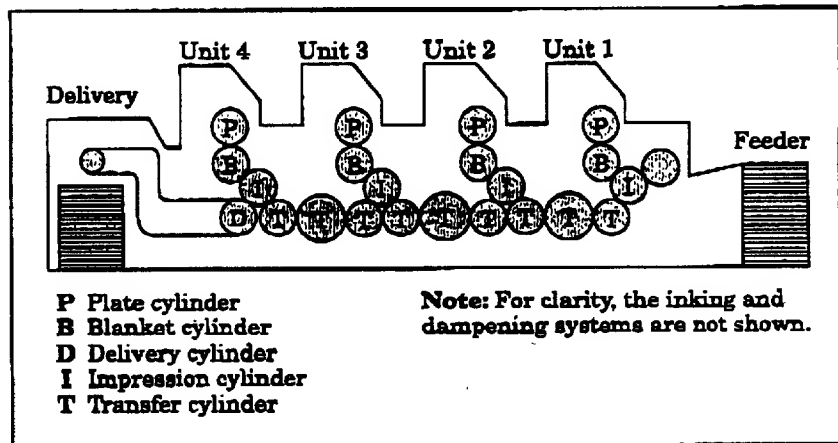 Unit 4 Unit 3 Unit 2 Unit 1
Delivery
Feeder
P P P P
B B B B
I I I I
D T T T T T T T T T T
P Plate cylinder
B Blanket cylinder
D Delivery cylinder
I Impression cylinder
T Transfer cylinder
Note: For clarity, the inking and
dampening systems are not shown.